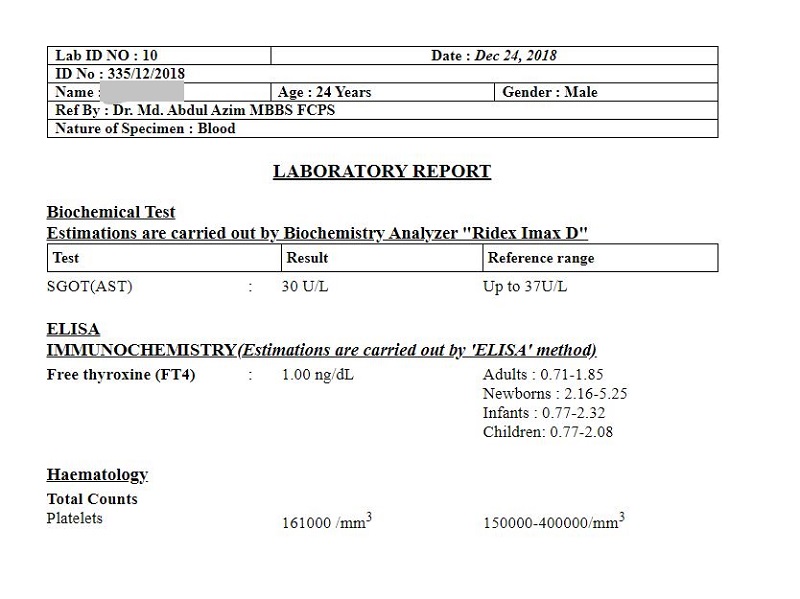 Lab ID NO : 10 Date : Dec 24, 2018
ID No : 335/12/2018
Name : Age : 24 Years Gender : Male
Ref By : Dr. Md. Abdul Azim MBBS FCPS
Nature of Specimen : Blood
LABORATORY REPORT
Biochemical Test
Estimations are carried out by Biochemistry Analyzer "Ridex Imax D"
Test Result Reference range
SGOT(AST) : 30 U/L Up to 37U/L
ELISA
IMMUNOCHEMISTRY(Estimations are carried out by 'ELISA' method)
Free thyroxine (FT4) : 1.00 ng/dL Adults : 0.71-1.85
Newborns : 2.16-5.25
Infants : 0.77-2.32
Children: 0.77-2.08
Haematology
Total Counts
Platelets 161000 /mm3 150000-400000/mm3